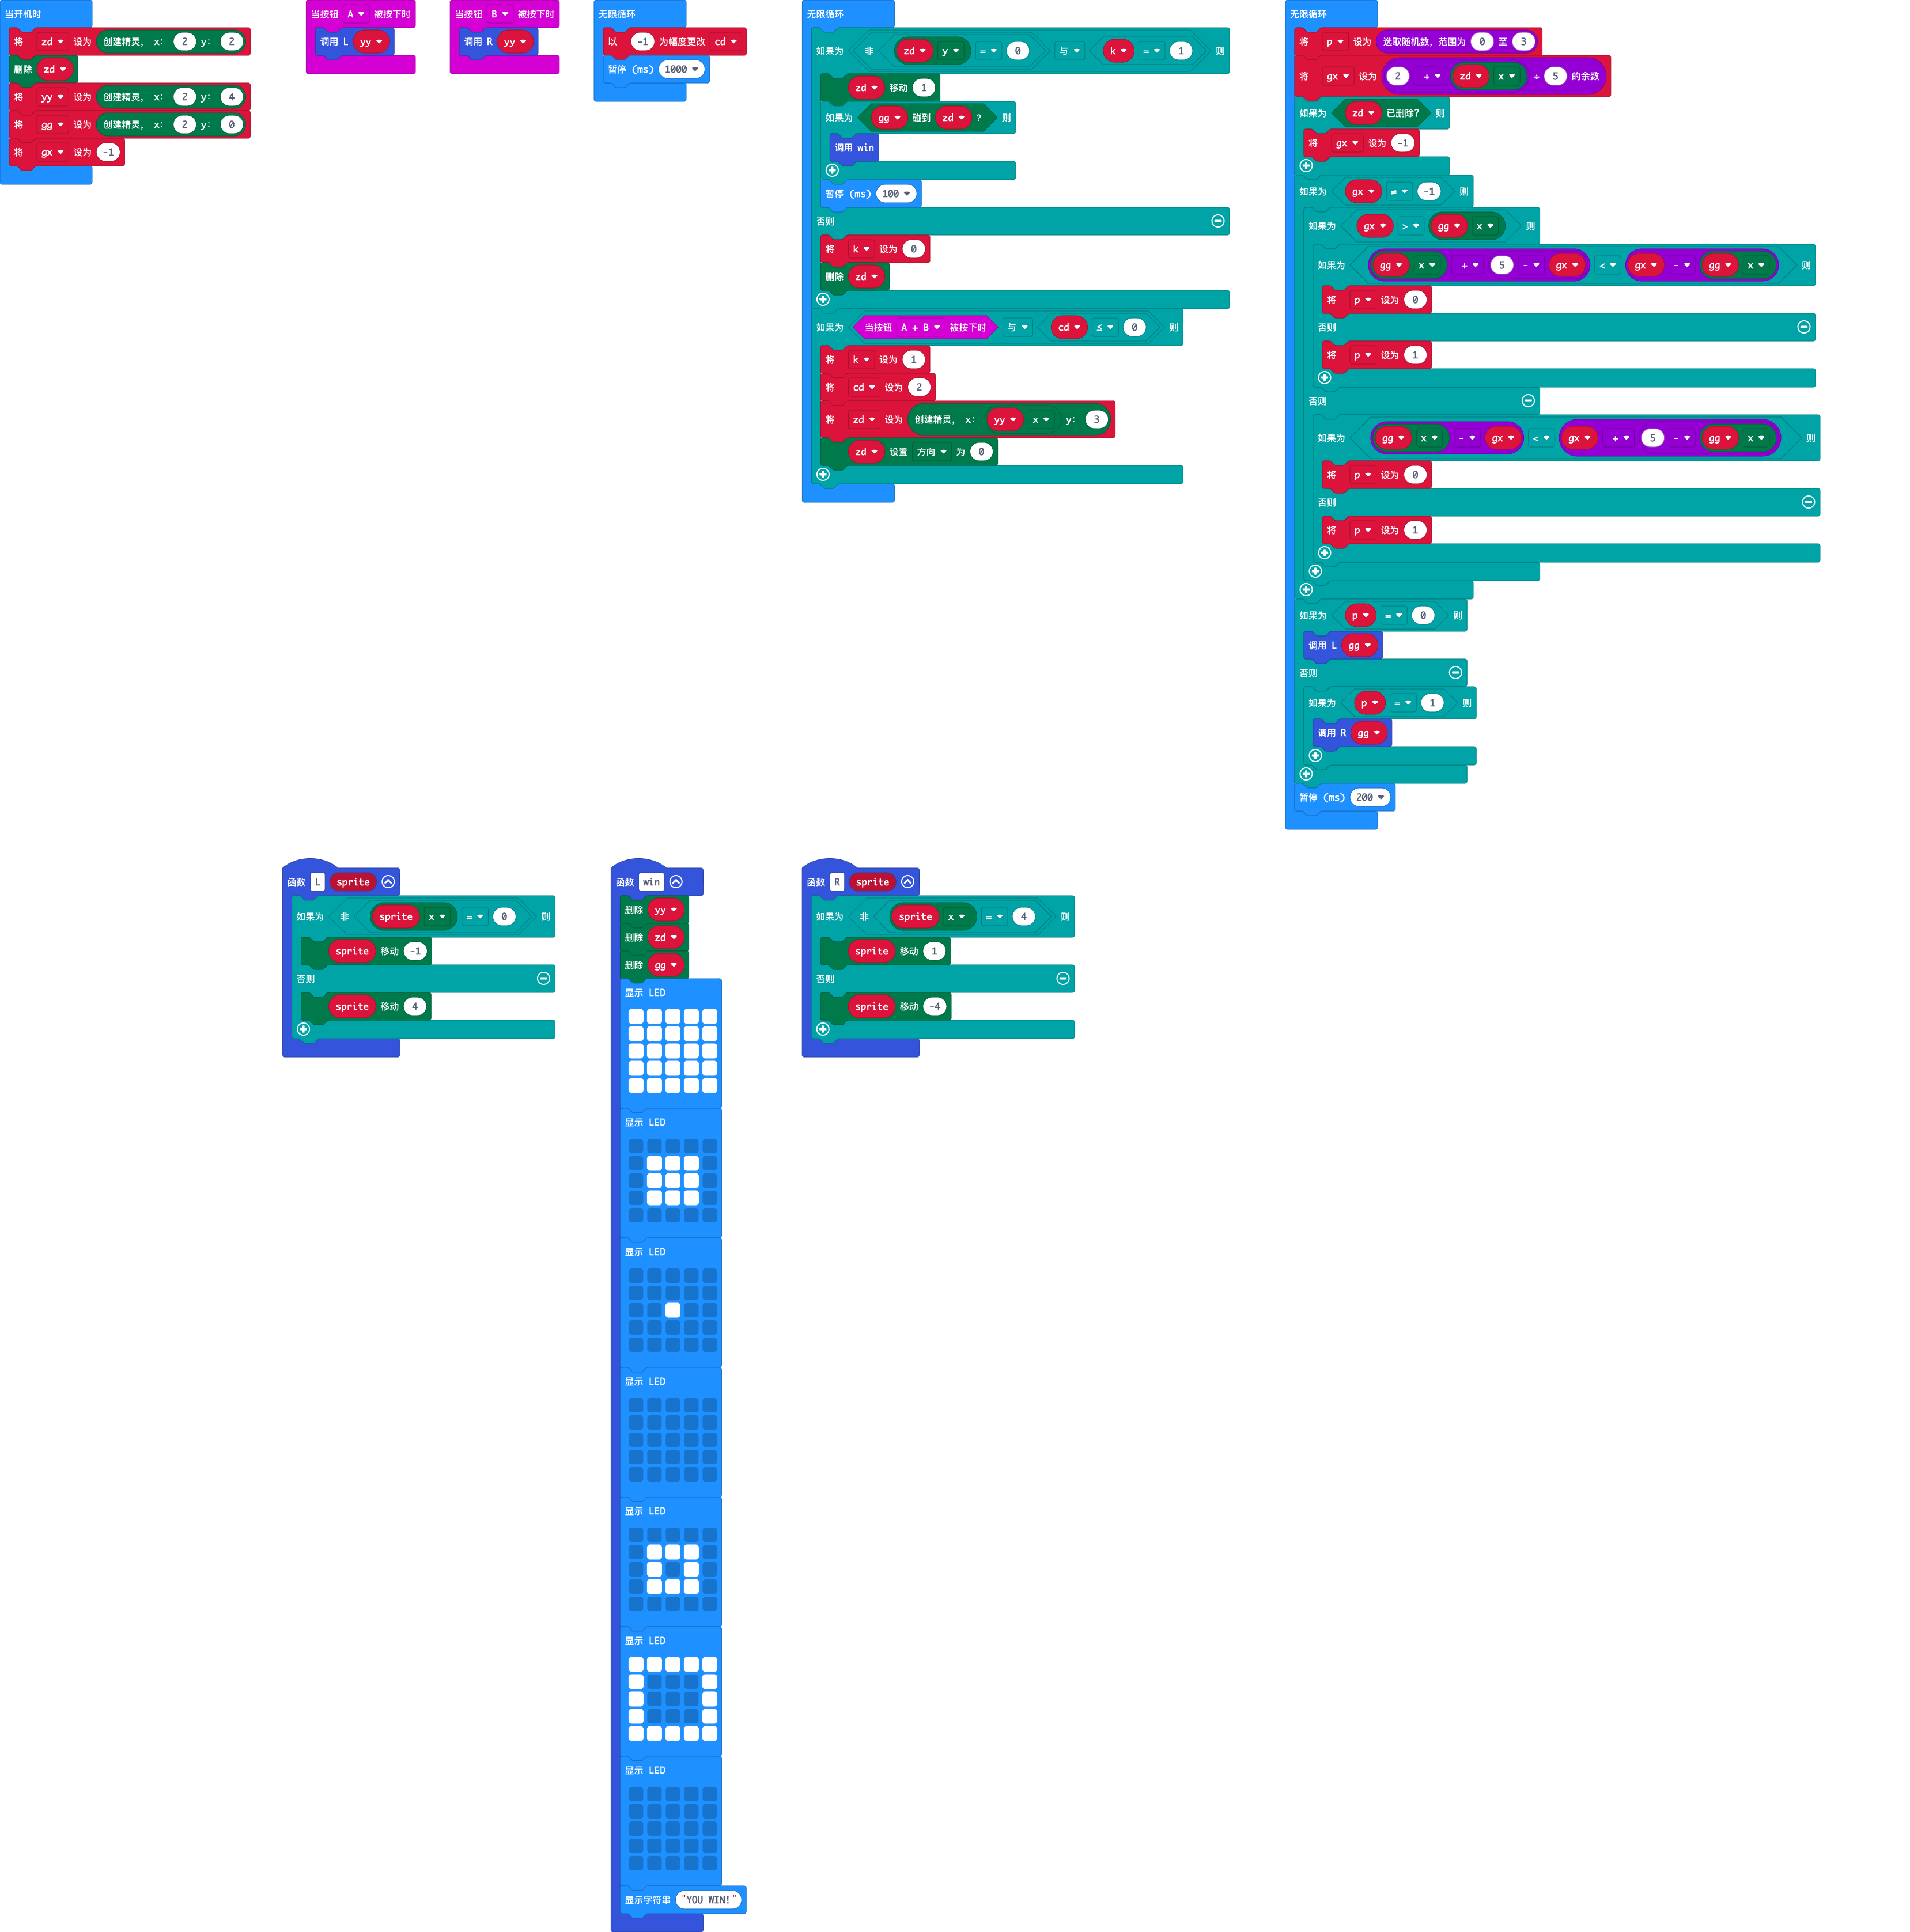 当开机时
将 zd 设为 创建精灵， x: 2 y: 2
删除 zd
将 yy 设为 创建精灵， x: 2 y: 4
将 gg 设为 创建精灵， x: 2 y: 0
将 gx 设为 -1
当按钮 A 被按下时
调用 L yy
当按钮 B 被按下时
调用 R yy
无限循环
以 -1 为幅度更改 cd
暂停 (ms) 1000
无限循环
如果为 非 zd y = 0 与 k = 1 则
zd 移动 1
如果为 gg 碰到 zd ? 则
调用 win
暂停 (ms) 100
否则
将 k 设为 0
删除 zd
如果为 当按钮 A + B 被按下时 与 cd ≤ 0 则
将 k 设为 1
将 cd 设为 2
将 zd 设为 创建精灵， x: yy x y: 3
zd 设置 方向 为 0
无限循环
将 p 设为 选取随机数，范围为 0 至 3
将 gx 设为 2 + zd x ÷ 5 的余数
如果为 zd 已删除? 则
将 gx 设为 -1
如果为 gx ≠ -1 则
如果为 gx > gg x 则
如果为 gg x + 5 - gx < gx - gg x 则
将 p 设为 0
否则
将 p 设为 1
否则
如果为 gg x - gx < gx + 5 - gg x 则
将 p 设为 0
否则
将 p 设为 1
如果为 p = 0 则
调用 L gg
否则
如果为 p = 1 则
调用 R gg
暂停 (ms) 200
函数 L sprite
如果为 非 sprite x = 0 则
sprite 移动 -1
否则
sprite 移动 4
函数 win
删除 yy
删除 zd
删除 gg
显示 LED
显示 LED
显示 LED
显示 LED
显示 LED
显示 LED
显示 LED
显示字符串 "YOU WIN!"
函数 R sprite
如果为 非 sprite x = 4 则
sprite 移动 1
否则
sprite 移动 -4